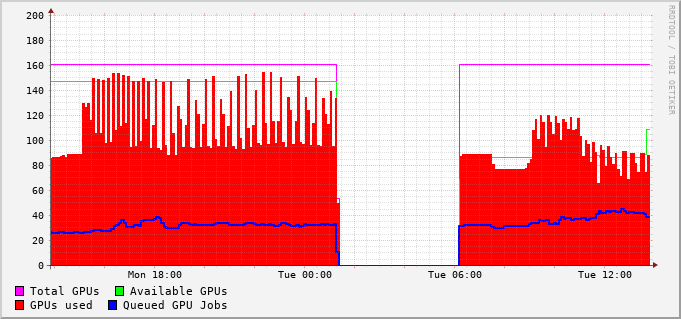 200
180
160
140
120
100
80
60
40
20
0
Mon 18:00 Tue 00:00 Tue 06:00 Tue 12:00
Total GPUs Available GPUs
GPUs used Queued GPU Jobs
RRDTOOL / TOBI OETIKER